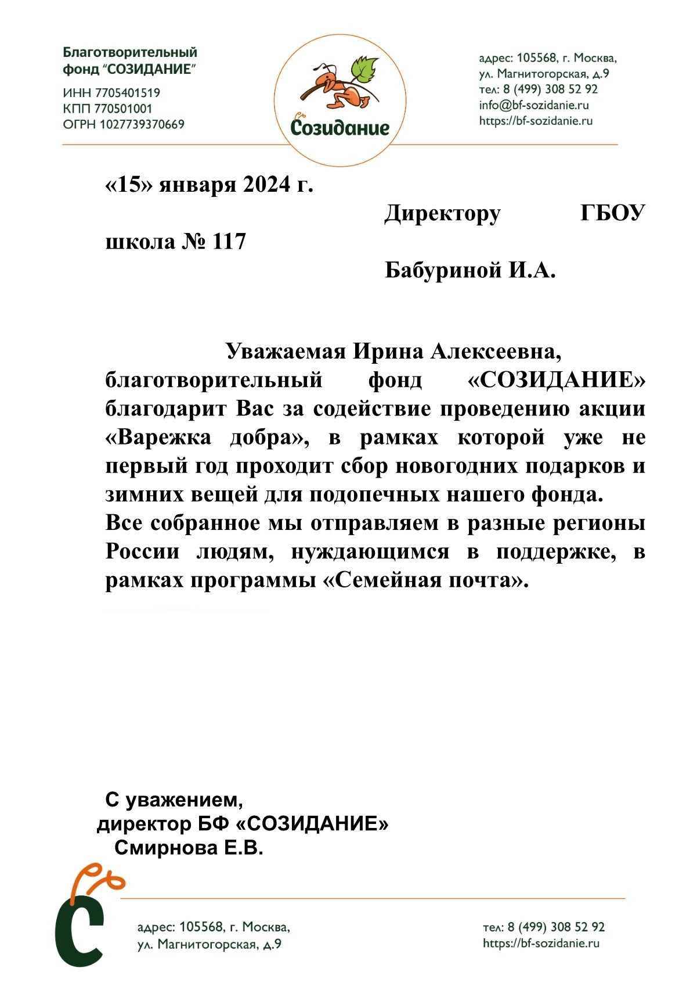 Благотворительный
фонд “СОЗИДАНИЕ”
ИНН 7705401519
КПП 770501001
ОГРН 1027739370669
Созидание
адрес: 105568, г. Москва,
ул. Магнитогорская, д.9
тел: 8 (499) 308 52 92
info@bf-sozidanie.ru
https://bf-sozidanie.ru
«15» января 2024 г.
Директору ГБОУ
школа № 117
Бабуриной И.А.
Уважаемая Ирина Алексеевна,
благотворительный фонд «СОЗИДАНИЕ»
благодарит Вас за содействие проведению акции
«Варежка добра», в рамках которой уже не
первый год проходит сбор новогодних подарков и
зимних вещей для подопечных нашего фонда.
Все собранное мы отправляем в разные регионы
России людям, нуждающимся в поддержке, в
рамках программы «Семейная почта».
С уважением,
директор БФ «СОЗИДАНИЕ»
Смирнова Е.В.
С
адрес: 105568, г. Москва,
ул. Магнитогорская, д.9
тел: 8 (499) 308 52 92
https://bf-sozidanie.ru